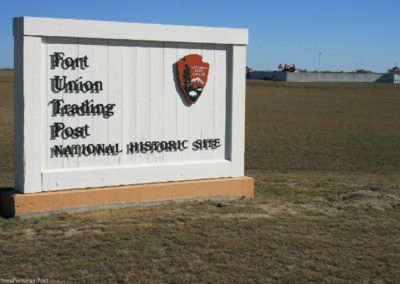 Fort
Union
Trading
Post
NATIONAL HISTORIC SITE